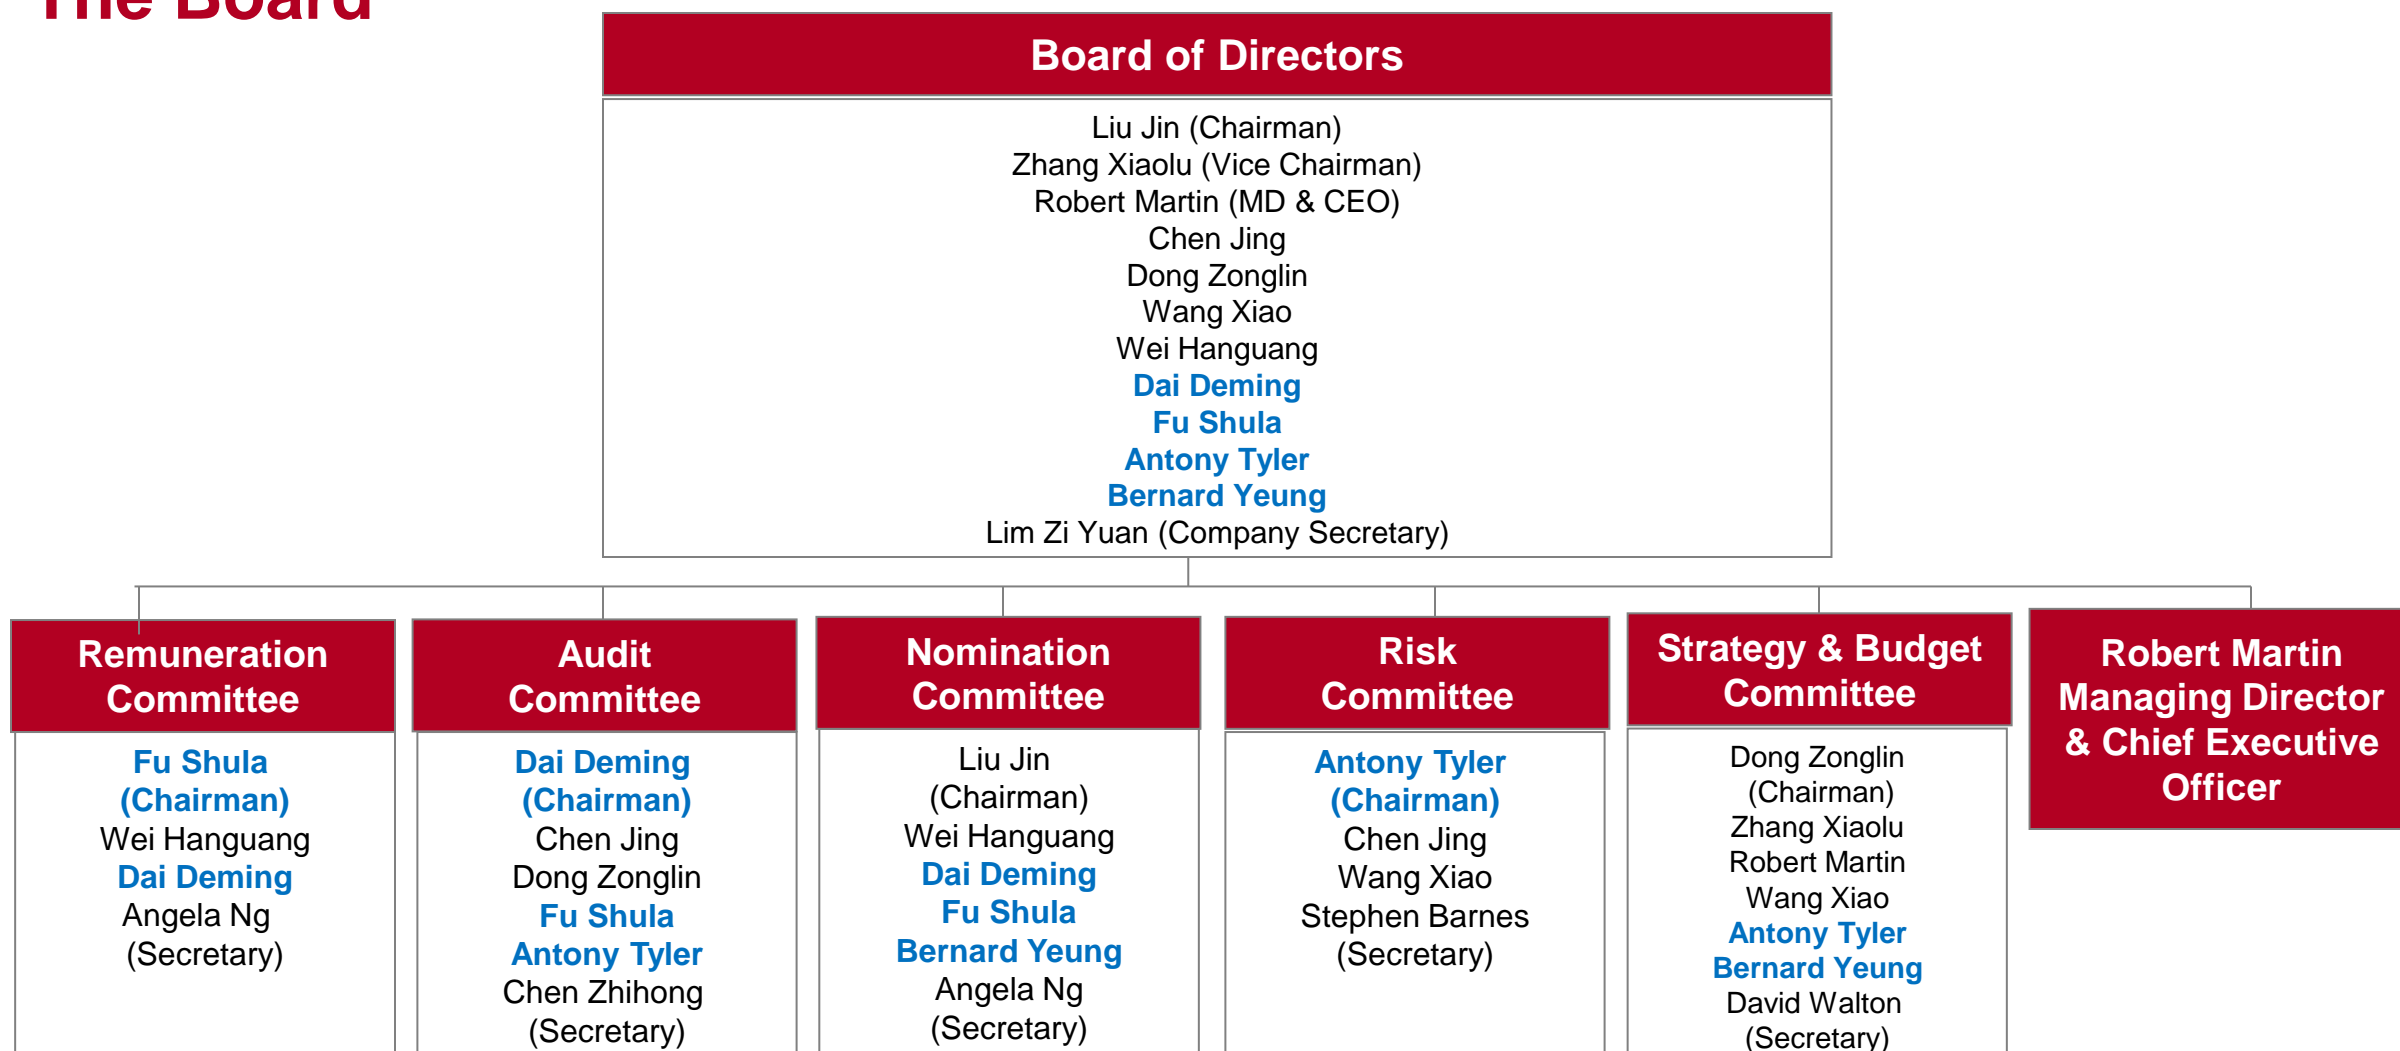 The Board
Board of Directors
Liu Jin (Chairman)
Zhang Xiaolu (Vice Chairman)
Robert Martin (MD & CEO)
Chen Jing
Dong Zonglin
Wang Xiao
Wei Hanguang
Dai Deming
Fu Shula
Antony Tyler
Bernard Yeung
Lim Zi Yuan (Company Secretary)
Remuneration
Committee
Fu Shula
(Chairman)
Wei Hanguang
Dai Deming
Angela Ng
(Secretary)
Audit
Committee
Dai Deming
(Chairman)
Chen Jing
Dong Zonglin
Fu Shula
Antony Tyler
Chen Zhihong
(Secretary)
Nomination
Committee
Liu Jin
(Chairman)
Wei Hanguang
Dai Deming
Fu Shula
Bernard Yeung
Angela Ng
(Secretary)
Risk
Committee
Antony Tyler
(Chairman)
Chen Jing
Wang Xiao
Stephen Barnes
(Secretary)
Strategy & Budget
Committee
Dong Zonglin
(Chairman)
Zhang Xiaolu
Robert Martin
Wang Xiao
Antony Tyler
Bernard Yeung
David Walton
(Secretary)
Robert Martin
Managing Director
& Chief Executive
Officer